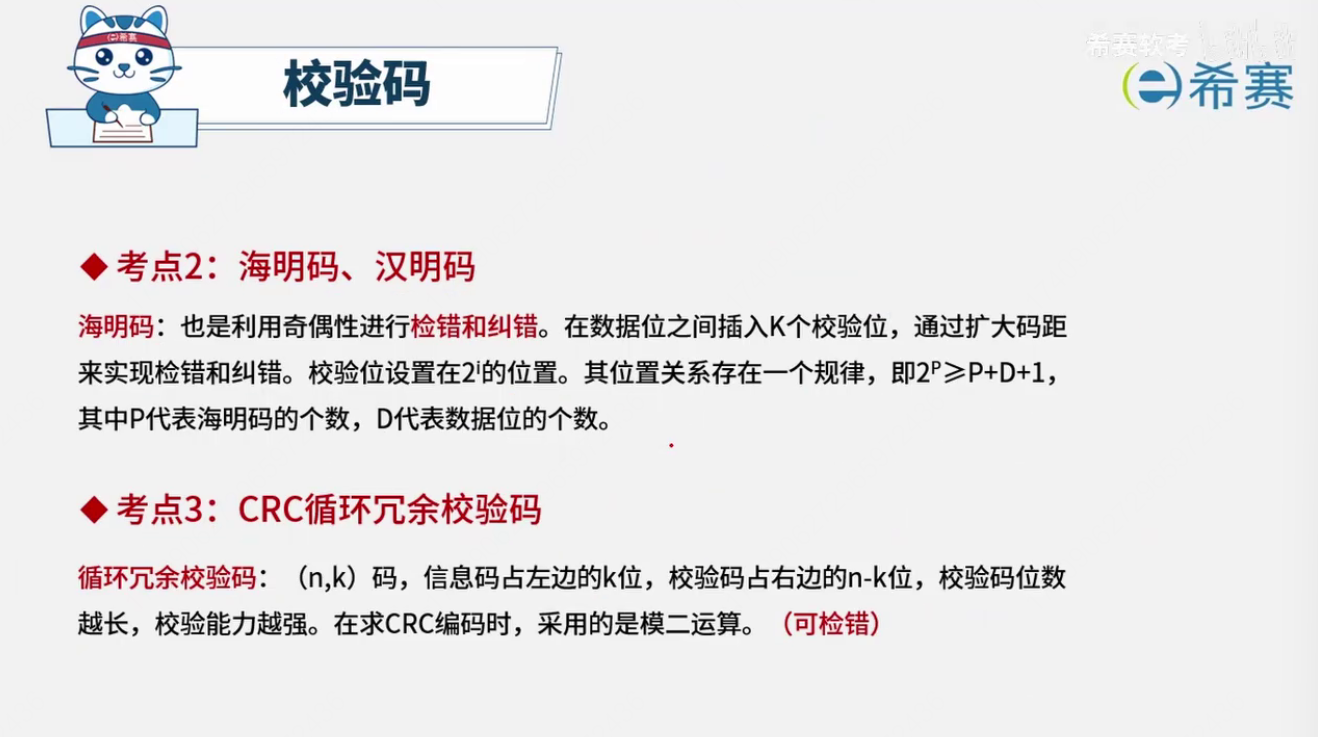 希赛
校验码
希赛软考
希赛
◆ 考点2：海明码、汉明码
海明码：也是利用奇偶性进行检错和纠错。在数据位之间插入K个校验位，通过扩大码距
来实现检错和纠错。校验位设置在2ⁱ的位置。其位置关系存在一个规律，即2ᴾ≥P+D+1，
其中P代表海明码的个数，D代表数据位的个数。
◆ 考点3：CRC循环冗余校验码
循环冗余校验码：（n,k）码，信息码占左边的k位，校验码占右边的n-k位，校验码位数
越长，校验能力越强。在求CRC编码时，采用的是模二运算。（可检错）